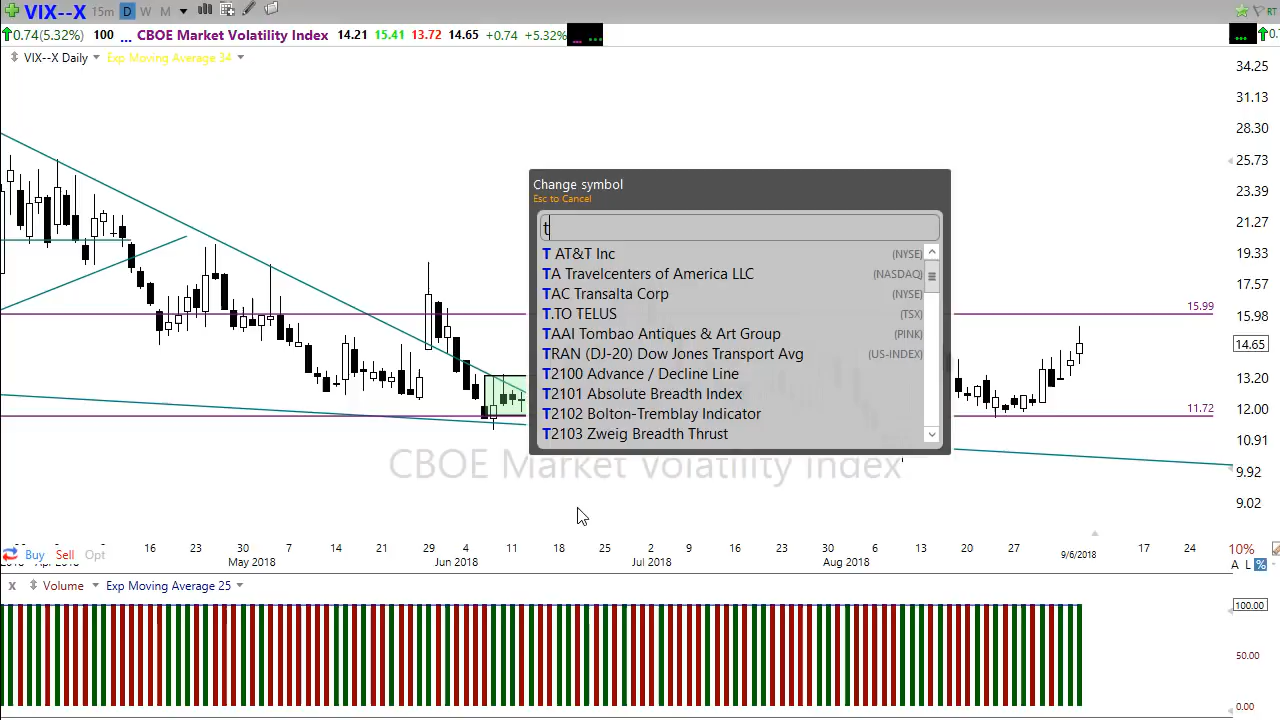 VIX--X 15m D W M RT
0.74(5.32%) 100 ... CBOE Market Volatility Index 14.21 15.41 13.72 14.65 +0.74 +5.32% ... ... ... 0.
VIX--X Daily Exp Moving Average 34
34.25
31.13
28.30
25.73
23.39
21.27
19.33
17.57
15.99
15.98
14.65
13.20
11.72
12.00
10.91
9.92
9.02
Change symbol
Esc to Cancel
t
T AT&T Inc (NYSE)
TA Travelcenters of America LLC (NASDAQ)
TAC Transalta Corp (NYSE)
T.TO TELUS (TSX)
TAAI Tombao Antiques & Art Group (PINK)
TRAN (DJ-20) Dow Jones Transport Avg (US-INDEX)
T2100 Advance / Decline Line
T2101 Absolute Breadth Index
T2102 Bolton-Tremblay Indicator
T2103 Zweig Breadth Thrust
CBOE Market Volatility Index
Buy Sell Opt
16 23 30 7 14 21 29 4 11 18 25 2 9 16 23 30 6 13 20 27 17 24 10%
2018 May 2018 Jun 2018 Jul 2018 Aug 2018 9/6/2018 A L %
x Volume Exp Moving Average 25
100.00
50.00
0.00